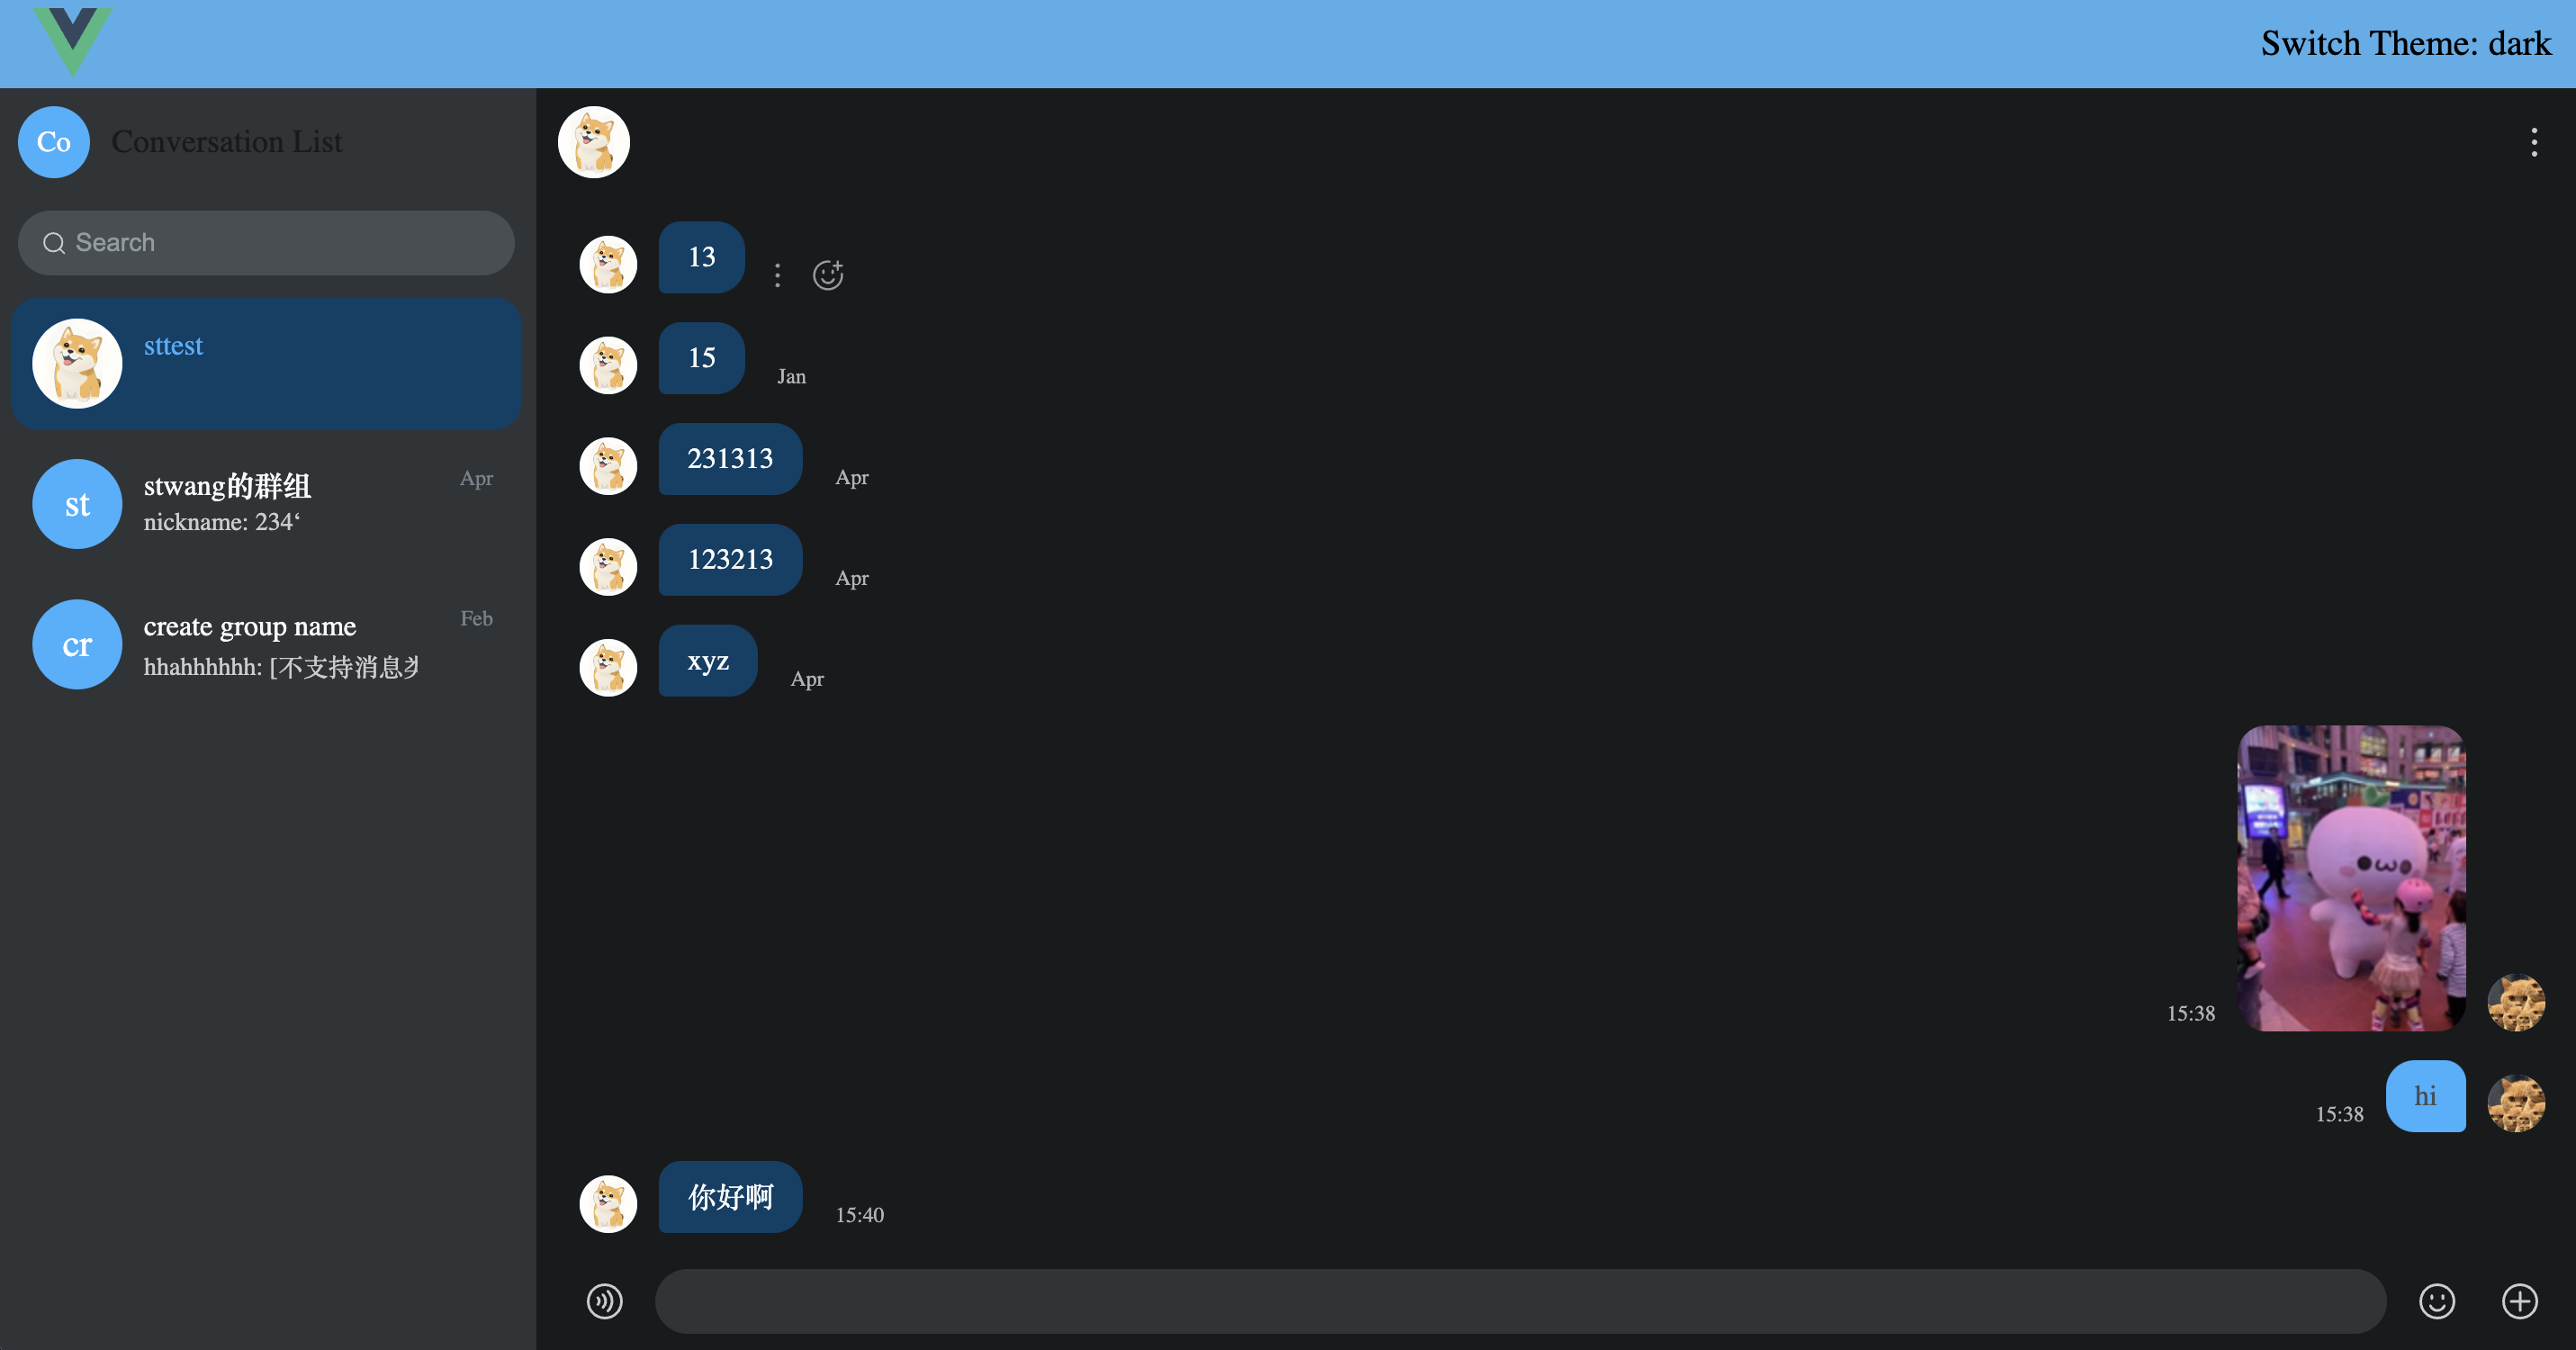 Switch Theme: dark
Co
Conversation List
Search
sttest
st
stwang的群组
Apr
nickname: 234‘
cr
create group name
Feb
hhahhhhhh: [不支持消息
13
15
Jan
231313
Apr
123213
Apr
xyz
Apr
15:38
hi
15:38
你好啊
15:40